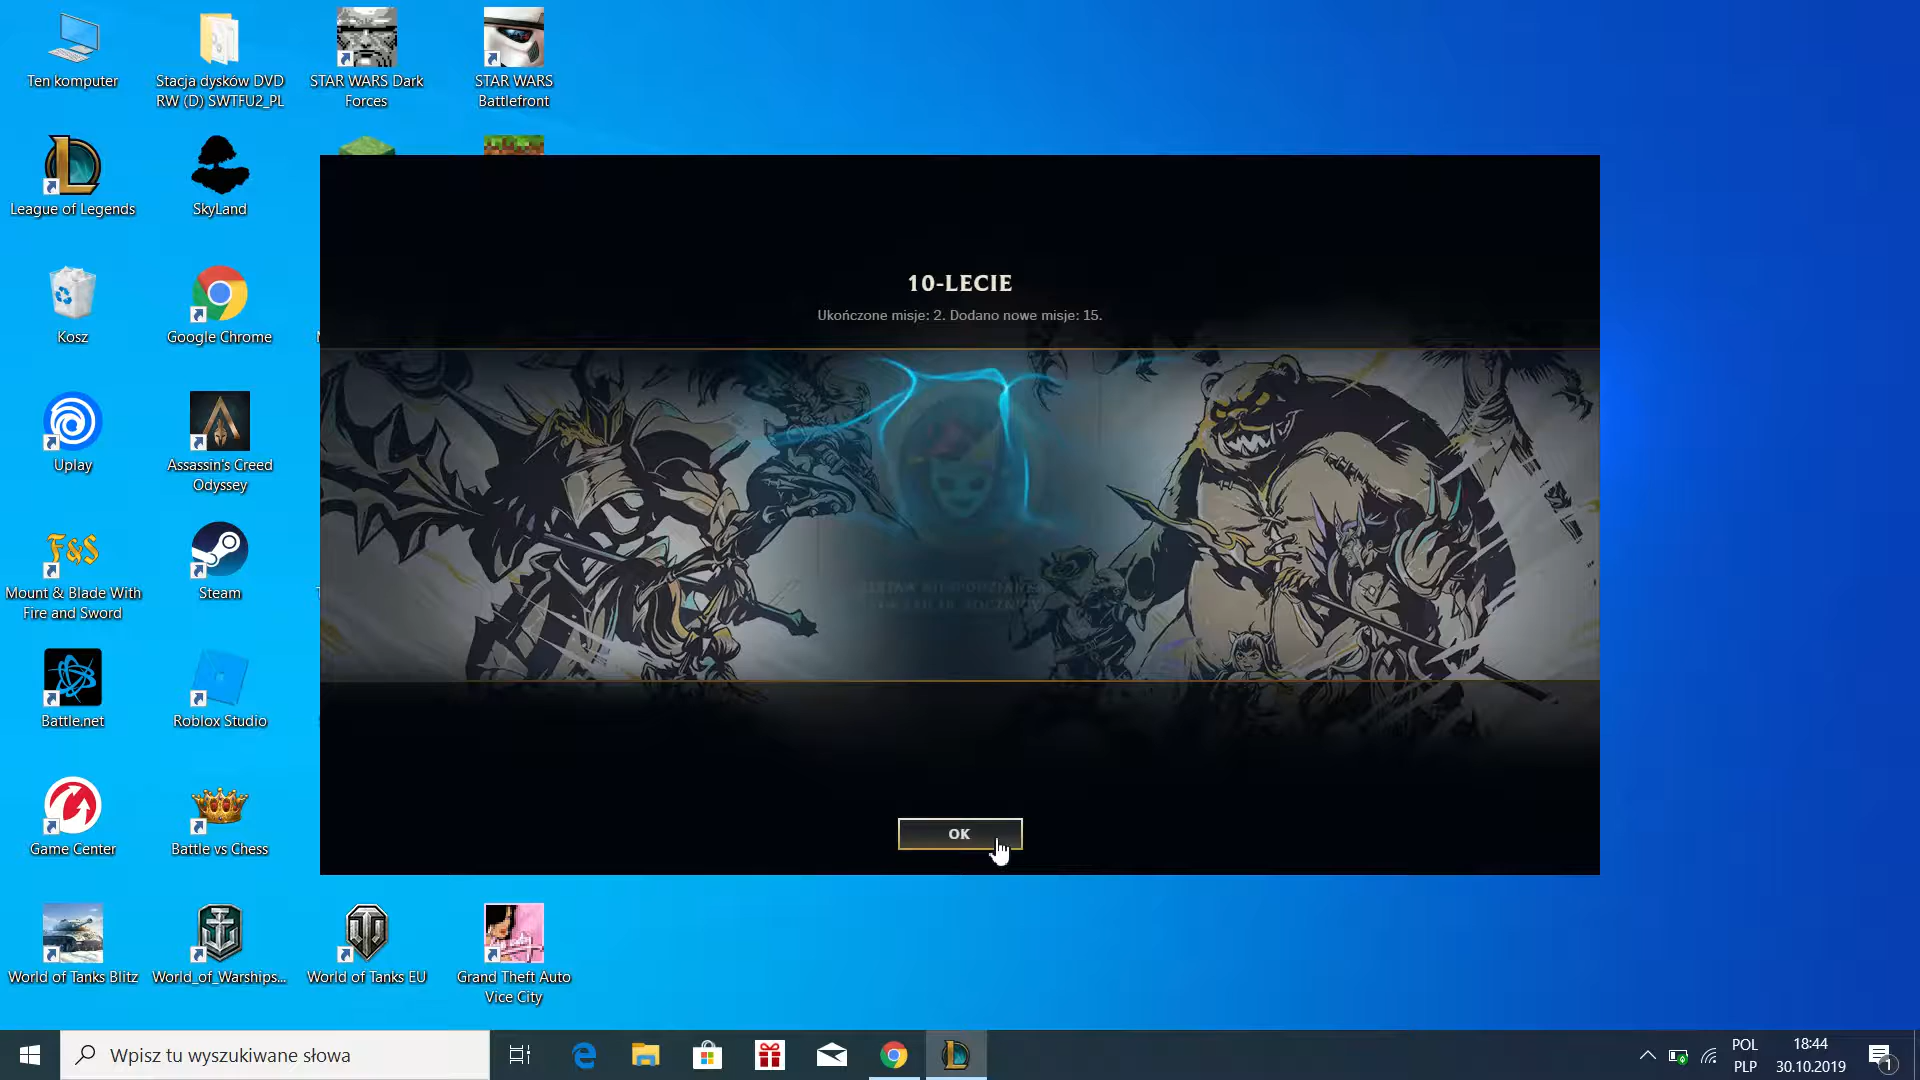 Ten komputer
Stacja dysków DVD
RW (D) SWTFU2_PL
STAR WARS Dark
Forces
STAR WARS
Battlefront
League of Legends
SkyLand
Kosz
Google Chrome
Uplay
Assassin's Creed
Odyssey
Mount & Blade With
Fire and Sword
Steam
Battle.net
Roblox Studio
Game Center
Battle vs Chess
World of Tanks Blitz
World_of_Warships...
World of Tanks EU
Grand Theft Auto
Vice City
10-LECIE
Ukończone misje: 2. Dodano nowe misje: 15.
OK
Wpisz tu wyszukiwane słowa
POL
PLP
18:44
30.10.2019
1